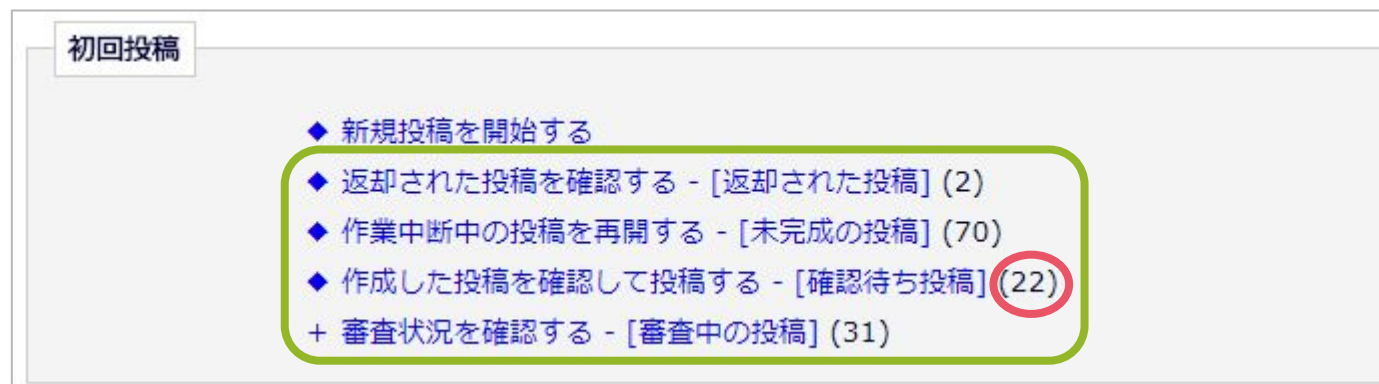 初回投稿
◆ 新規投稿を開始する
◆ 返却された投稿を確認する - [返却された投稿] (2)
◆ 作業中断中の投稿を再開する - [未完成の投稿] (70)
◆ 作成した投稿を確認して投稿する - [確認待ち投稿] (22)
+ 審査状況を確認する - [審査中の投稿] (31)